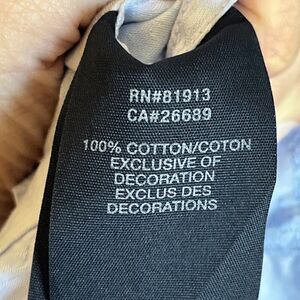 RN#81913
CA#26689
100% COTTON/COTON
EXCLUSIVE OF
DECORATION
EXCLUS DES
DECORATIONS